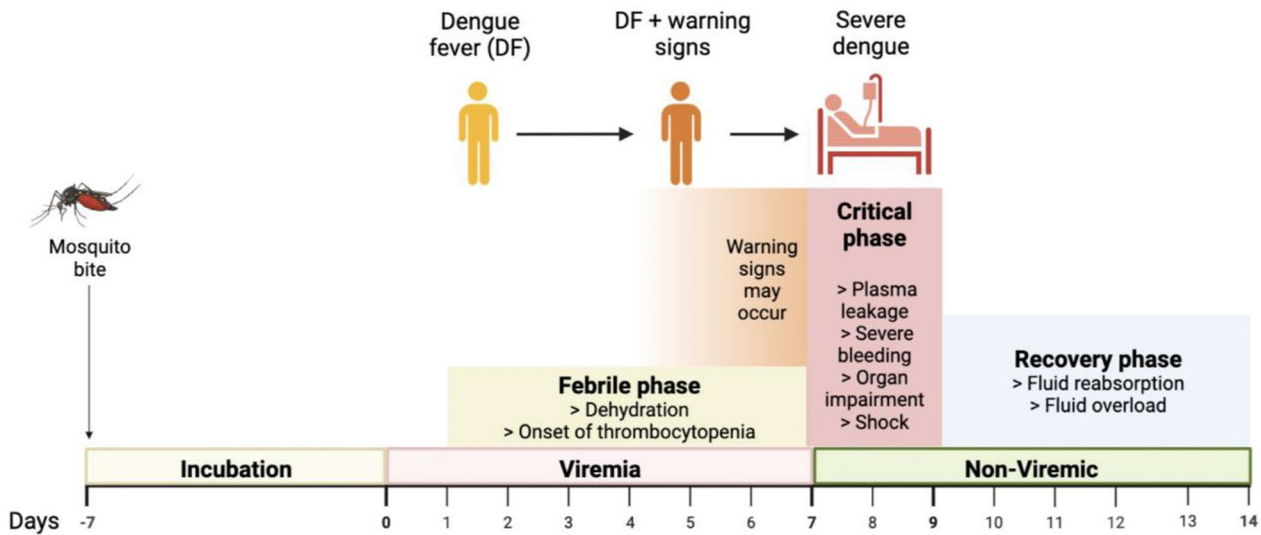 Dengue
fever (DF)
DF + warning
signs
Severe
dengue
Mosquito
bite
Warning
signs
may
occur
Critical
phase
> Plasma
leakage
> Severe
bleeding
> Organ
impairment
> Shock
Febrile phase
> Dehydration
> Onset of thrombocytopenia
Recovery phase
> Fluid reabsorption
> Fluid overload
Incubation Viremia Non-Viremic
Days -7 0 1 2 3 4 5 6 7 8 9 10 11 12 13 14